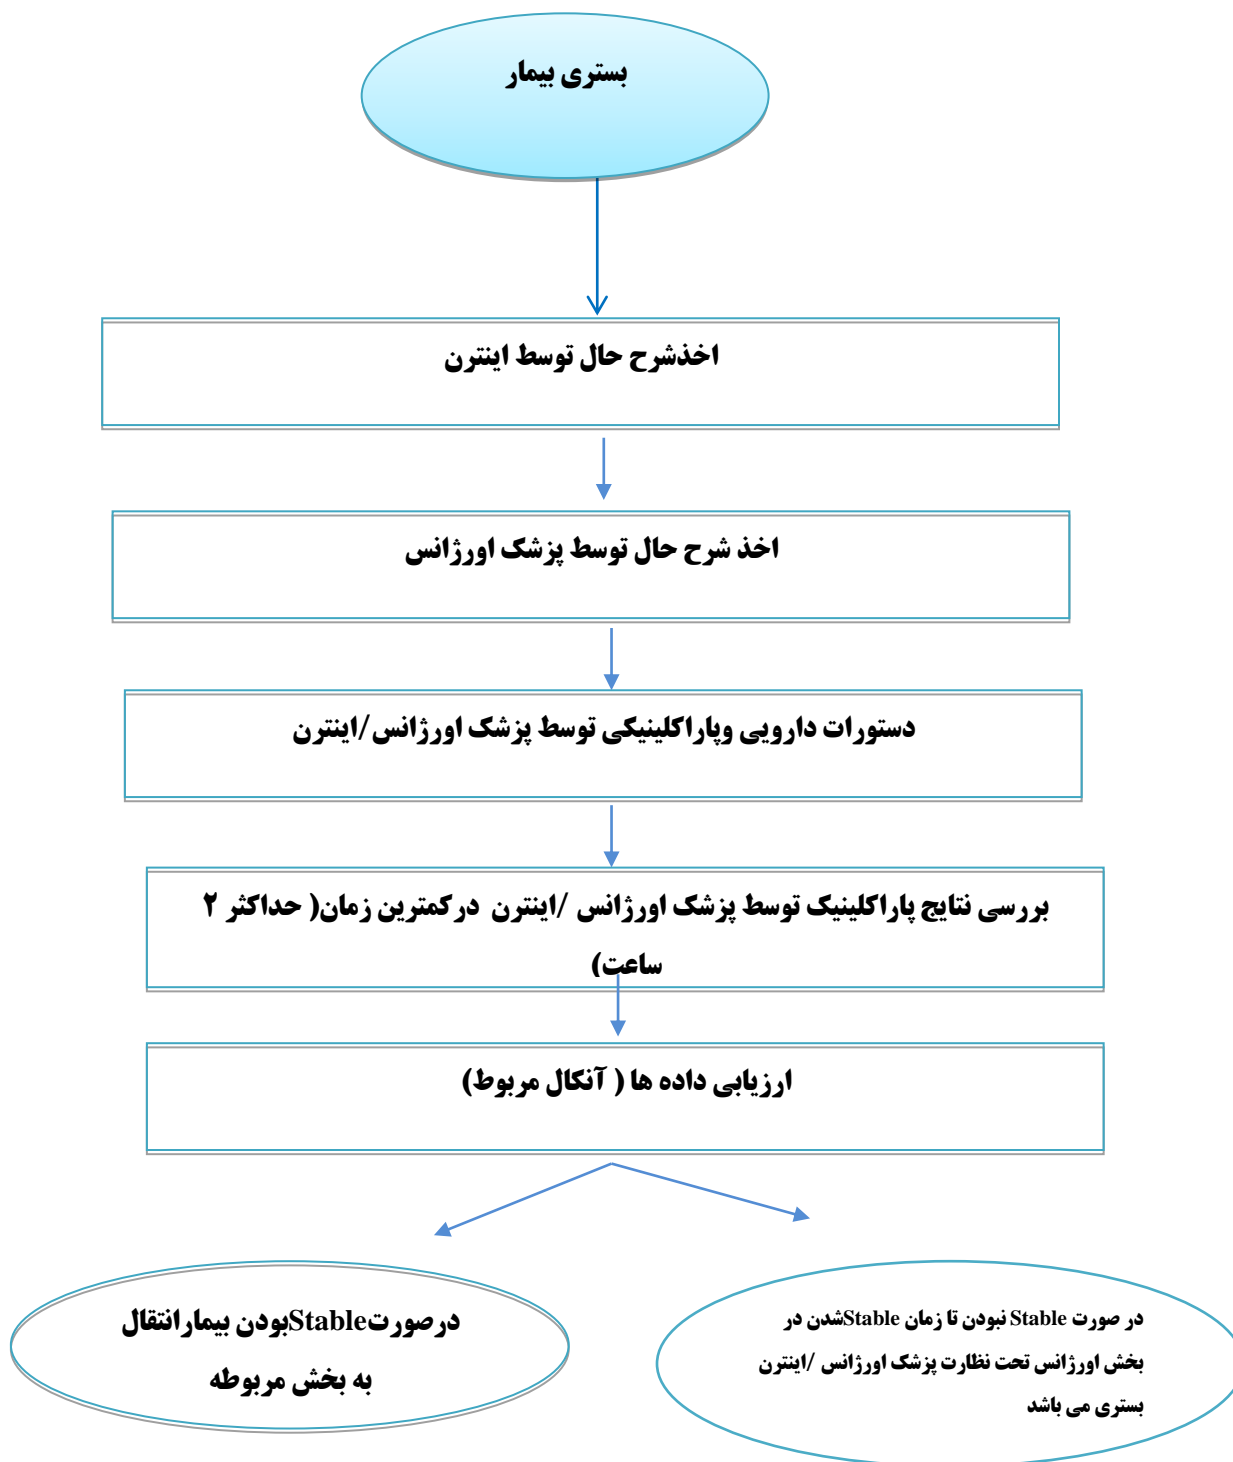 بستری بیمار
اخذشرح حال توسط اینترن
اخذ شرح حال توسط پزشک اورژانس
دستورات دارویی وپاراکلینیکی توسط پزشک اورژانس/اینترن
بررسی نتایج پاراکلینیک توسط پزشک اورژانس /اینترن درکمترین زمان( حداکثر ۲
ساعت)
ارزیابی داده ها ( آنکال مربوط)
در صورت Stable نبودن تا زمان Stableشدن در
بخش اورژانس تحت نظارت پزشک اورژانس /اینترن
بستری می باشد
درصورتStableبودن بیمارانتقال
به بخش مربوطه